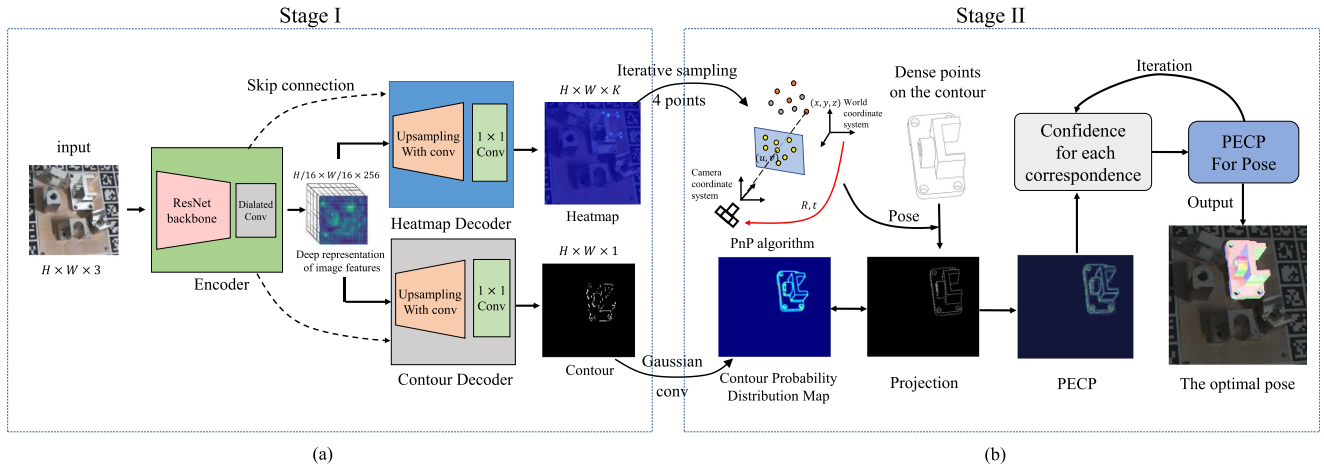 Stage I
Stage II
Skip connection
input
ResNet
backbone
Dialated
Conv
Encoder
H × W × 3
H/16 × W/16 × 256
Deep representation
of image features
Upsampling
With conv
1 × 1
Conv
Heatmap Decoder
Upsampling
With conv
1 × 1
Conv
Contour Decoder
H × W × K
Heatmap
H × W × 1
Contour
Iterative sampling
4 points
Gaussian
conv
(x, y, z)
World
coordinate
system
(u, v)
Camera
coordinate
system
R, t
PnP algorithm
Pose
Dense points
on the contour
Contour Probability
Distribution Map
Projection
PECP
Confidence
for each
correspondence
Iteration
PECP
For Pose
Output
The optimal pose
(a)
(b)